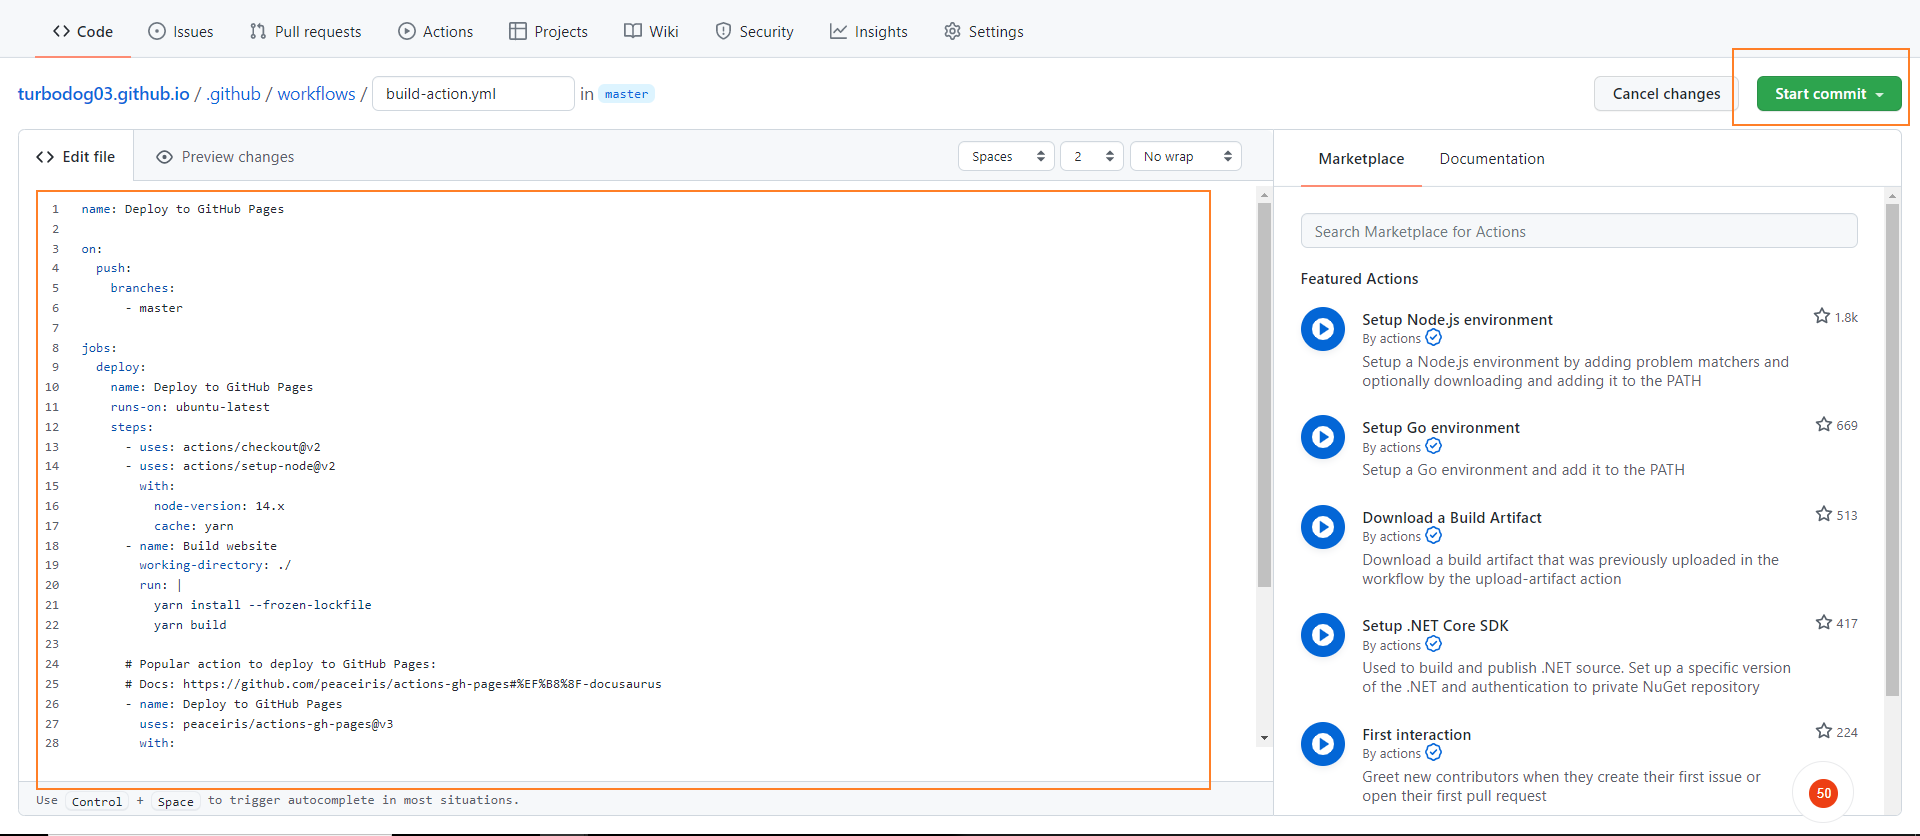 Code Issues Pull requests Actions Projects Wiki Security Insights Settings
turbodog03.github.io / .github / workflows / build-action.yml in master Cancel changes Start commit
Edit file Preview changes Spaces 2 No wrap
1 name: Deploy to GitHub Pages
2
3 on:
4 push:
5 branches:
6 - master
7
8 jobs:
9 deploy:
10 name: Deploy to GitHub Pages
11 runs-on: ubuntu-latest
12 steps:
13 - uses: actions/checkout@v2
14 - uses: actions/setup-node@v2
15 with:
16 node-version: 14.x
17 cache: yarn
18 - name: Build website
19 working-directory: ./
20 run: |
21 yarn install --frozen-lockfile
22 yarn build
23
24 # Popular action to deploy to GitHub Pages:
25 # Docs: https://github.com/peaceiris/actions-gh-pages#%EF%B8%8F-docusaurus
26 - name: Deploy to GitHub Pages
27 uses: peaceiris/actions-gh-pages@v3
28 with:
Use Control + Space to trigger autocomplete in most situations.
Marketplace Documentation
Search Marketplace for Actions
Featured Actions
Setup Node.js environment 1.8k
By actions
Setup a Node.js environment by adding problem matchers and
optionally downloading and adding it to the PATH
Setup Go environment 669
By actions
Setup a Go environment and add it to the PATH
Download a Build Artifact 513
By actions
Download a build artifact that was previously uploaded in the
workflow by the upload-artifact action
Setup .NET Core SDK 417
By actions
Used to build and publish .NET source. Set up a specific version
of the .NET and authentication to private NuGet repository
First interaction 224
By actions
Greet new contributors when they create their first issue or
open their first pull request
50